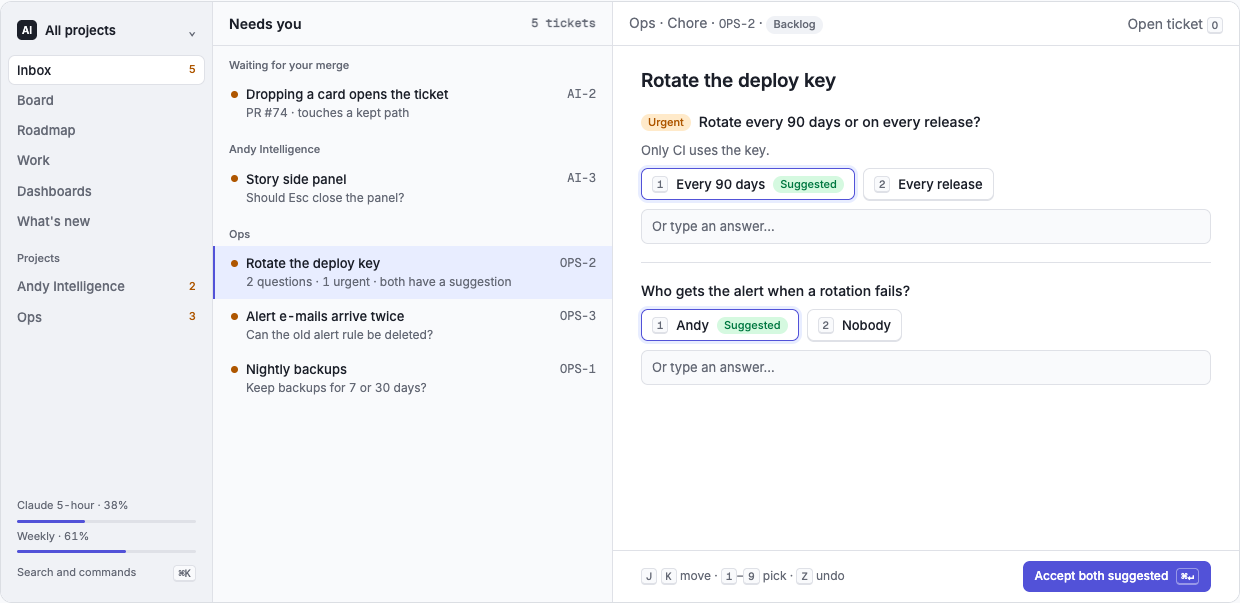 AI All projects
Inbox 5
Board
Roadmap
Work
Dashboards
What's new
Projects
Andy Intelligence 2
Ops 3
Claude 5-hour · 38%
Weekly · 61%
Search and commands ⌘K
Needs you 5 tickets
Waiting for your merge
Dropping a card opens the ticket AI-2
PR #74 · touches a kept path
Andy Intelligence
Story side panel AI-3
Should Esc close the panel?
Ops
Rotate the deploy key OPS-2
2 questions · 1 urgent · both have a suggestion
Alert e-mails arrive twice OPS-3
Can the old alert rule be deleted?
Nightly backups OPS-1
Keep backups for 7 or 30 days?
Ops · Chore · OPS-2 · Backlog Open ticket O
Rotate the deploy key
Urgent Rotate every 90 days or on every release?
Only CI uses the key.
1 Every 90 days Suggested 2 Every release
Or type an answer...
Who gets the alert when a rotation fails?
1 Andy Suggested 2 Nobody
Or type an answer...
J K move · 1–9 pick · Z undo Accept both suggested ⌘↵